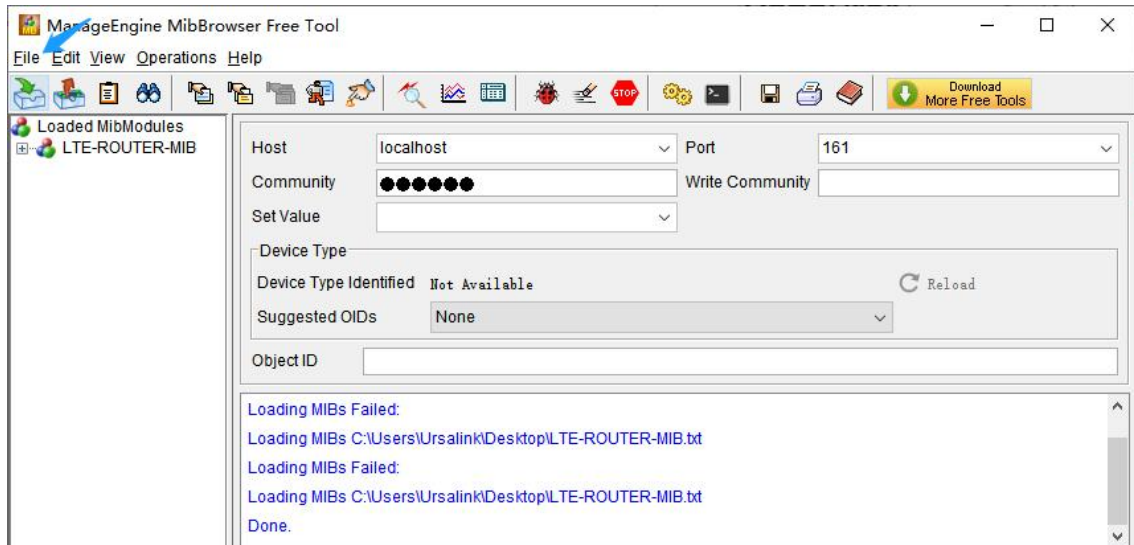 ManageEngine MibBrowser Free Tool
File Edit View Operations Help
STOP
Download
More Free Tools
Loaded MibModules
LTE-ROUTER-MIB
Host localhost Port 161
Community ●●●●●● Write Community
Set Value
Device Type
Device Type Identified Not Available Reload
Suggested OIDs None
Object ID
Loading MIBs Failed:
Loading MIBs C:\Users\Ursalink\Desktop\LTE-ROUTER-MIB.txt
Loading MIBs Failed:
Loading MIBs C:\Users\Ursalink\Desktop\LTE-ROUTER-MIB.txt
Done.